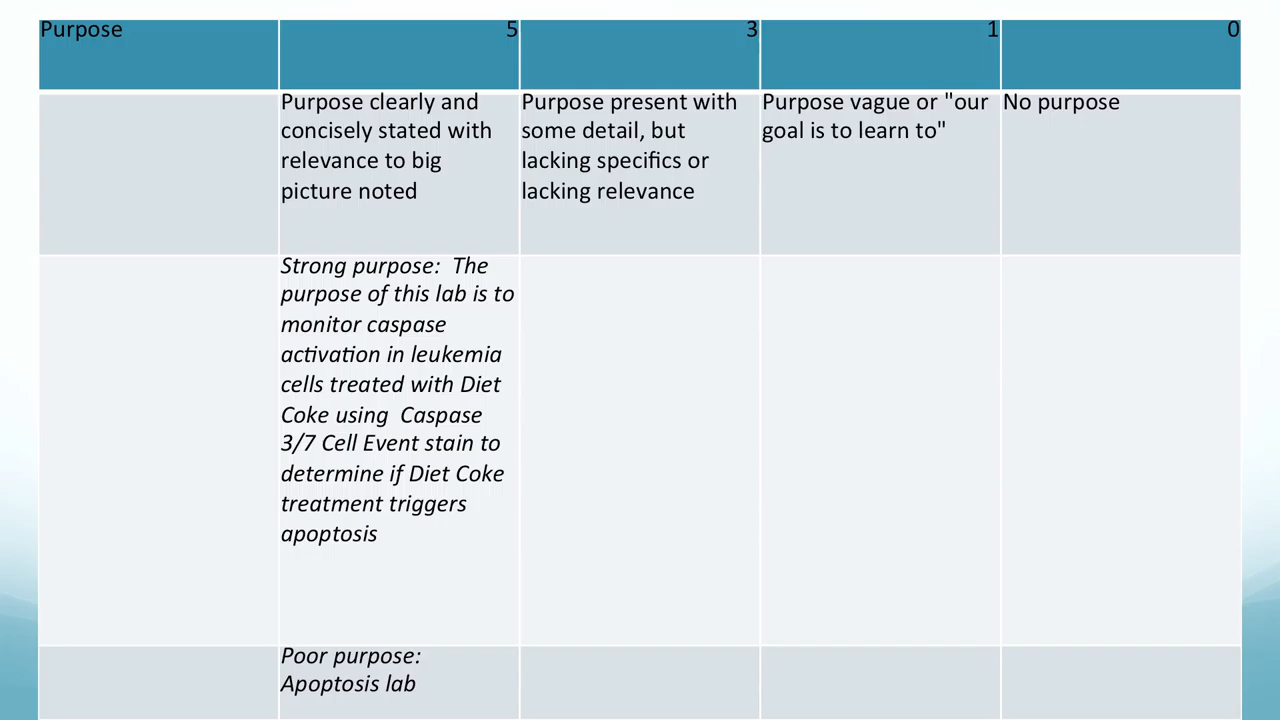 Purpose 5 3 1 0
Purpose clearly and
concisely stated with
relevance to big
picture noted
Purpose present with
some detail, but
lacking specifics or
lacking relevance
Purpose vague or "our
goal is to learn to"
No purpose
Strong purpose:  The
purpose of this lab is to
monitor caspase
activation in leukemia
cells treated with Diet
Coke using  Caspase
3/7 Cell Event stain to
determine if Diet Coke
treatment triggers
apoptosis
Poor purpose:
Apoptosis lab